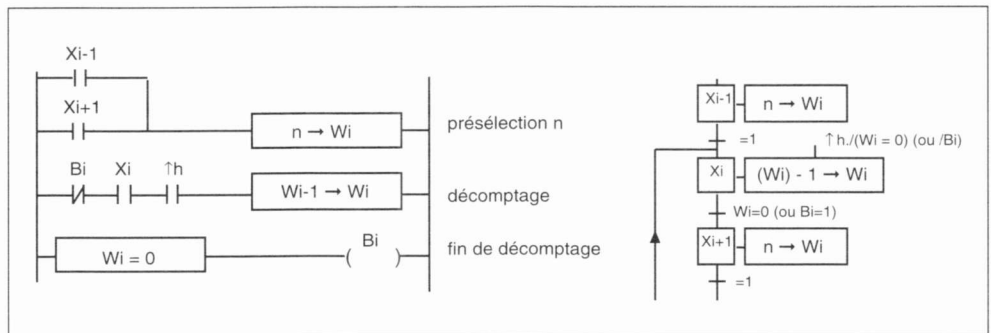 Xi-1
Xi+1
n → Wi
présélection n
Bi Xi ↑h
Wi-1 → Wi
décomptage
Wi = 0
Bi
( )
fin de décomptage
Xi-1
n → Wi
=1
↑h./(Wi = 0) (ou /Bi)
Xi
(Wi) - 1 → Wi
Wi=0 (ou Bi=1)
Xi+1
n → Wi
=1